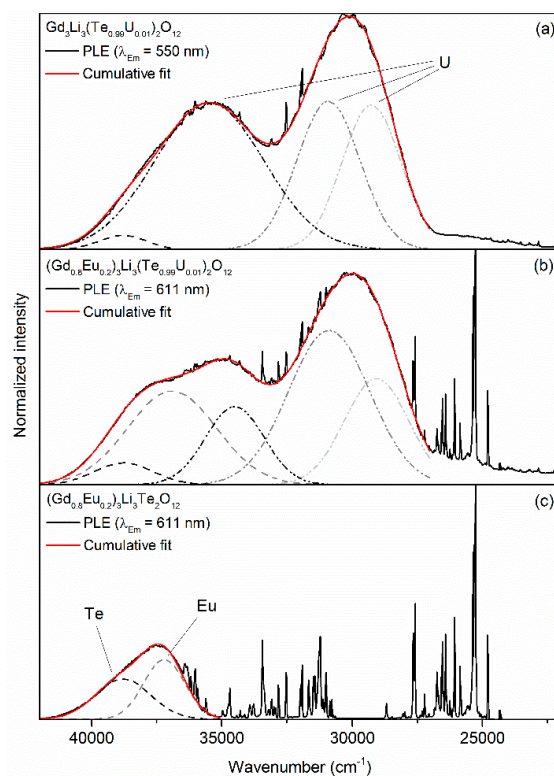 Gd₃Li₃(Te₀.₉₉U₀.₀₁)₂O₁₂
PLE (λEm = 550 nm)
Cumulative fit
(a)
U
(Gd₀.₈Eu₀.₂)₃Li₃(Te₀.₉₉U₀.₀₁)₂O₁₂
PLE (λEm = 611 nm)
Cumulative fit
(b)
(Gd₀.₈Eu₀.₂)₃Li₃Te₂O₁₂
PLE (λEm = 611 nm)
Cumulative fit
(c)
Te
Eu
Normalized intensity
40000 35000 30000 25000
Wavenumber (cm⁻¹)